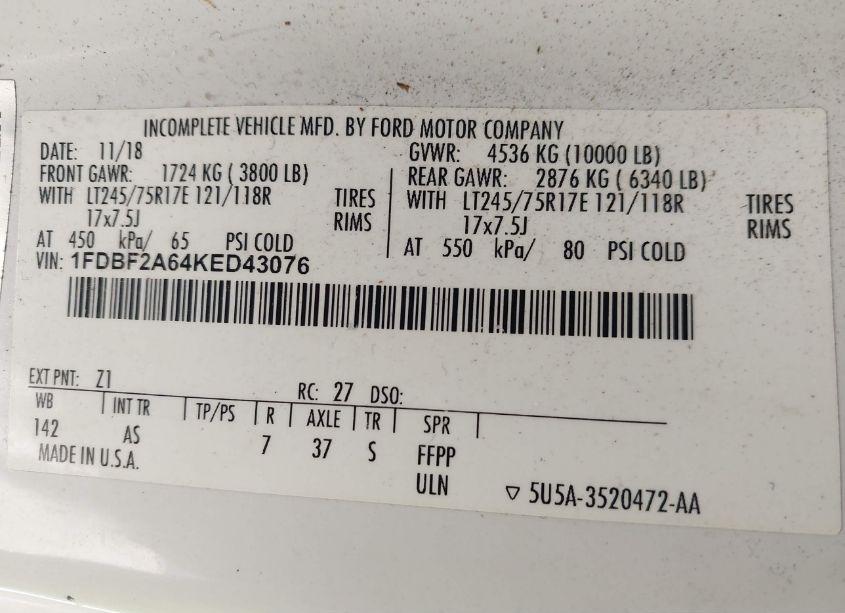 INCOMPLETE VEHICLE MFD. BY FORD MOTOR COMPANY
DATE: 11/18 GVWR: 4536 KG (10000 LB)
FRONT GAWR: 1724 KG ( 3800 LB) REAR GAWR: 2876 KG ( 6340 LB)
WITH LT245/75R17E 121/118R TIRES WITH LT245/75R17E 121/118R TIRES
17x7.5J RIMS 17x7.5J RIMS
AT 450 kPa/ 65 PSI COLD AT 550 kPa/ 80 PSI COLD
VIN: 1FDBF2A64KED43076
EXT PNT: Z1 RC: 27 DSO:
WB INT TR TP/PS R AXLE TR SPR
142 AS 7 37 S FFPP
MADE IN U.S.A. ULN
▽ 5U5A-3520472-AA